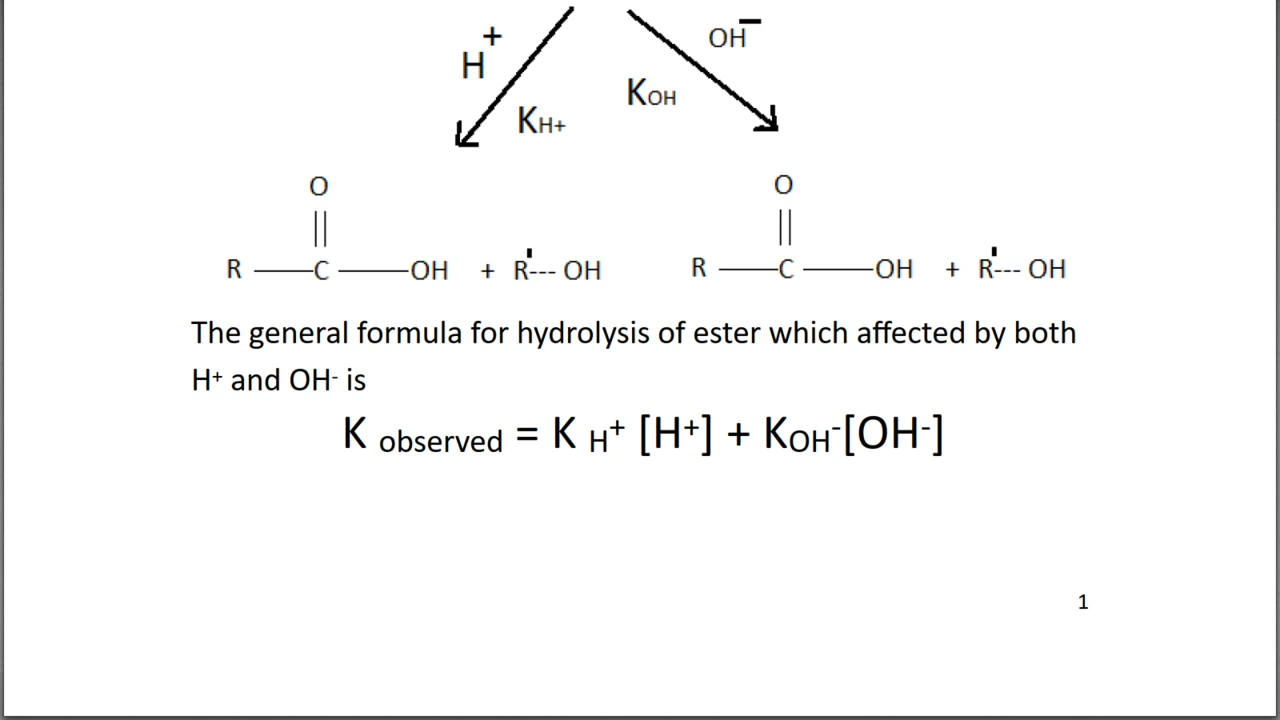 H+ OH-
KH+ KOH
O O
|| ||
R C OH + R'--- OH R C OH + R'--- OH
The general formula for hydrolysis of ester which affected by both
H+ and OH- is
K observed = K H+ [H+] + KOH-[OH-]
1